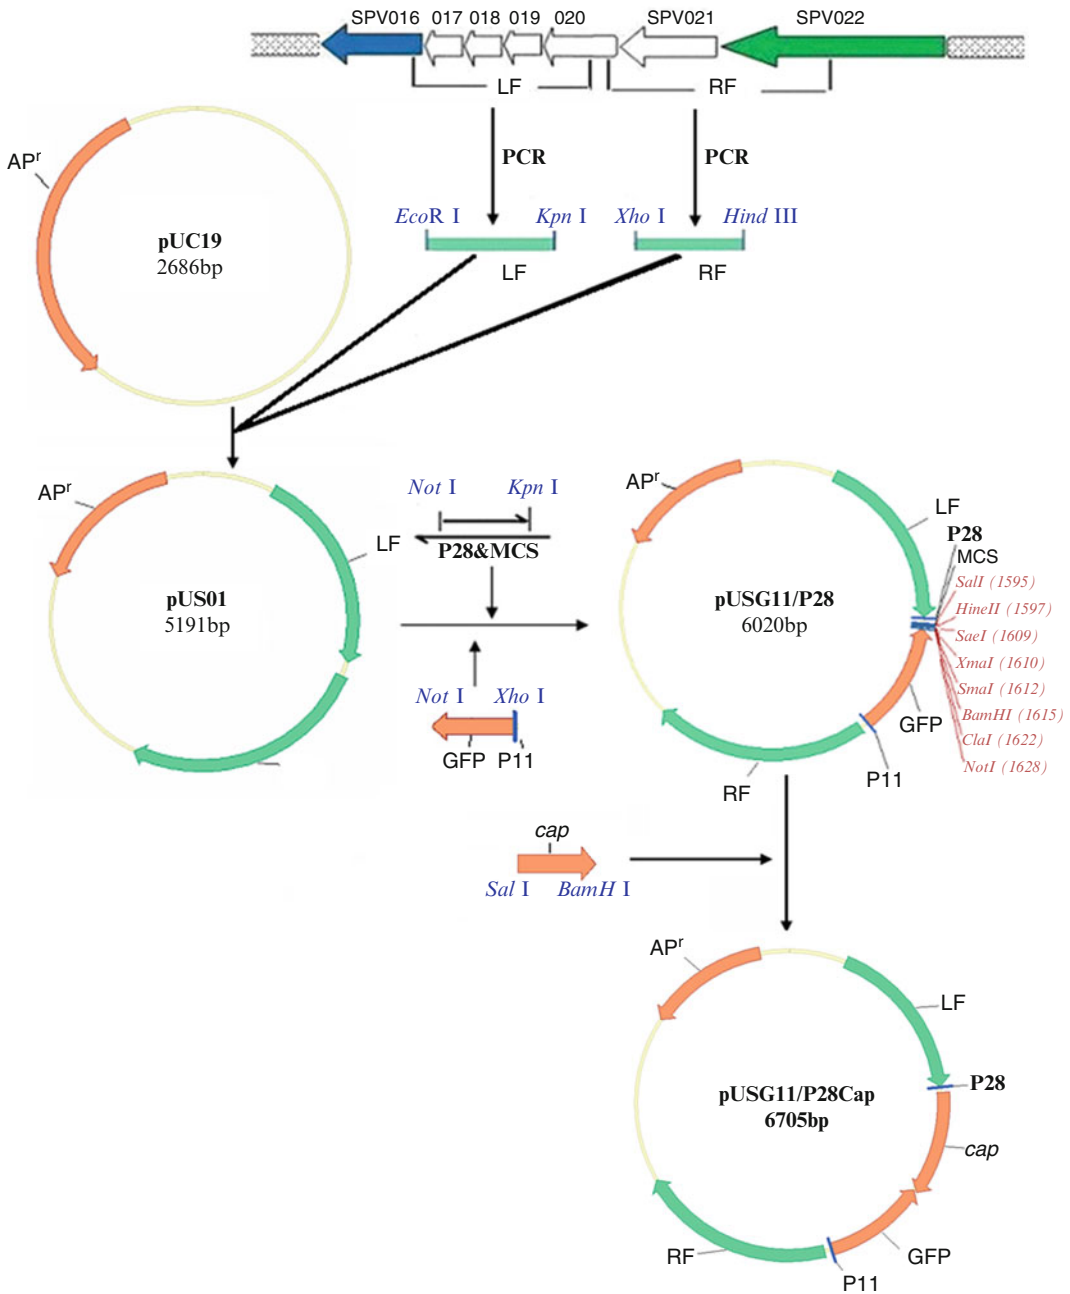 SPV016 017 018 019 020 SPV021 SPV022
LF RF
APʳ
PCR PCR
EcoR I Kpn I Xho I Hind III
pUC19
2686bp
LF RF
APʳ
Not I Kpn I
LF
P28&MCS
pUS01
5191bp
Not I Xho I
GFP P11
APʳ
LF
P28
MCS
SalI (1595)
HineII (1597)
SaeI (1609)
XmaI (1610)
SmaI (1612)
BamHI (1615)
ClaI (1622)
NotI (1628)
pUSG11/P28
6020bp
GFP
P11
RF
cap
Sal I BamH I
APʳ
LF
P28
pUSG11/P28Cap
6705bp
cap
RF
GFP
P11